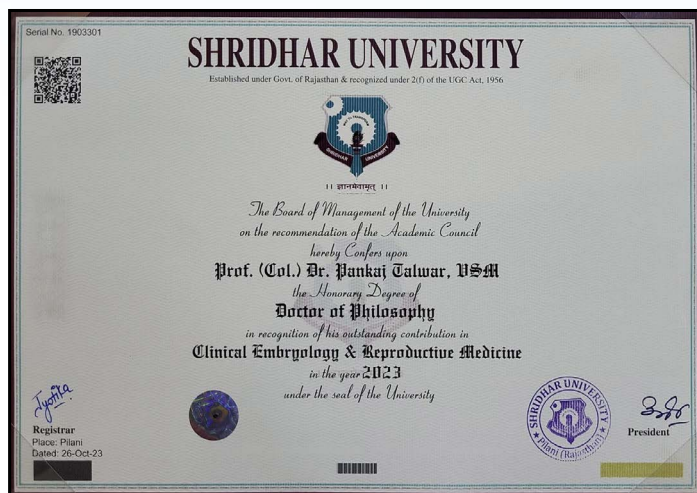 Serial No. 1903301
SHRIDHAR UNIVERSITY
Established under Govt. of Rajasthan & recognized under 2(f) of the UGC Act, 1956
SHRIDHAR UNIVERSITY
।। ज्ञानमेवामृत् ।।
The Board of Management of the University
on the recommendation of the Academic Council
hereby Confers upon
Prof. (Col.) Dr. Pankaj Talwar, VSM
the Honorary Degree of
Doctor of Philosophy
in recognition of his outstanding contribution in
Clinical Embryology & Reproductive Medicine
in the year 2023
under the seal of the University
Jyotika
Registrar
Place: Pilani
Dated: 26-Oct-23
SHRIDHAR UNIVERSITY
Pilani (Rajasthan)
President